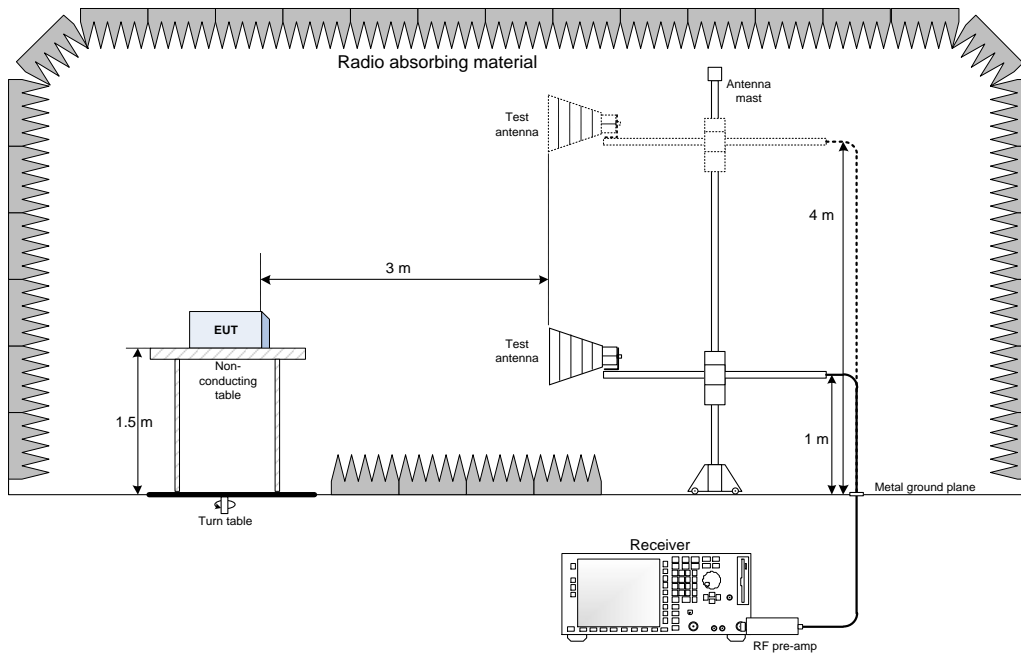 Radio absorbing material
Antenna
mast
Test
antenna
4 m
3 m
EUT
Test
antenna
Non-
conducting
table
1.5 m
1 m
Metal ground plane
Turn table
Receiver
RF pre-amp